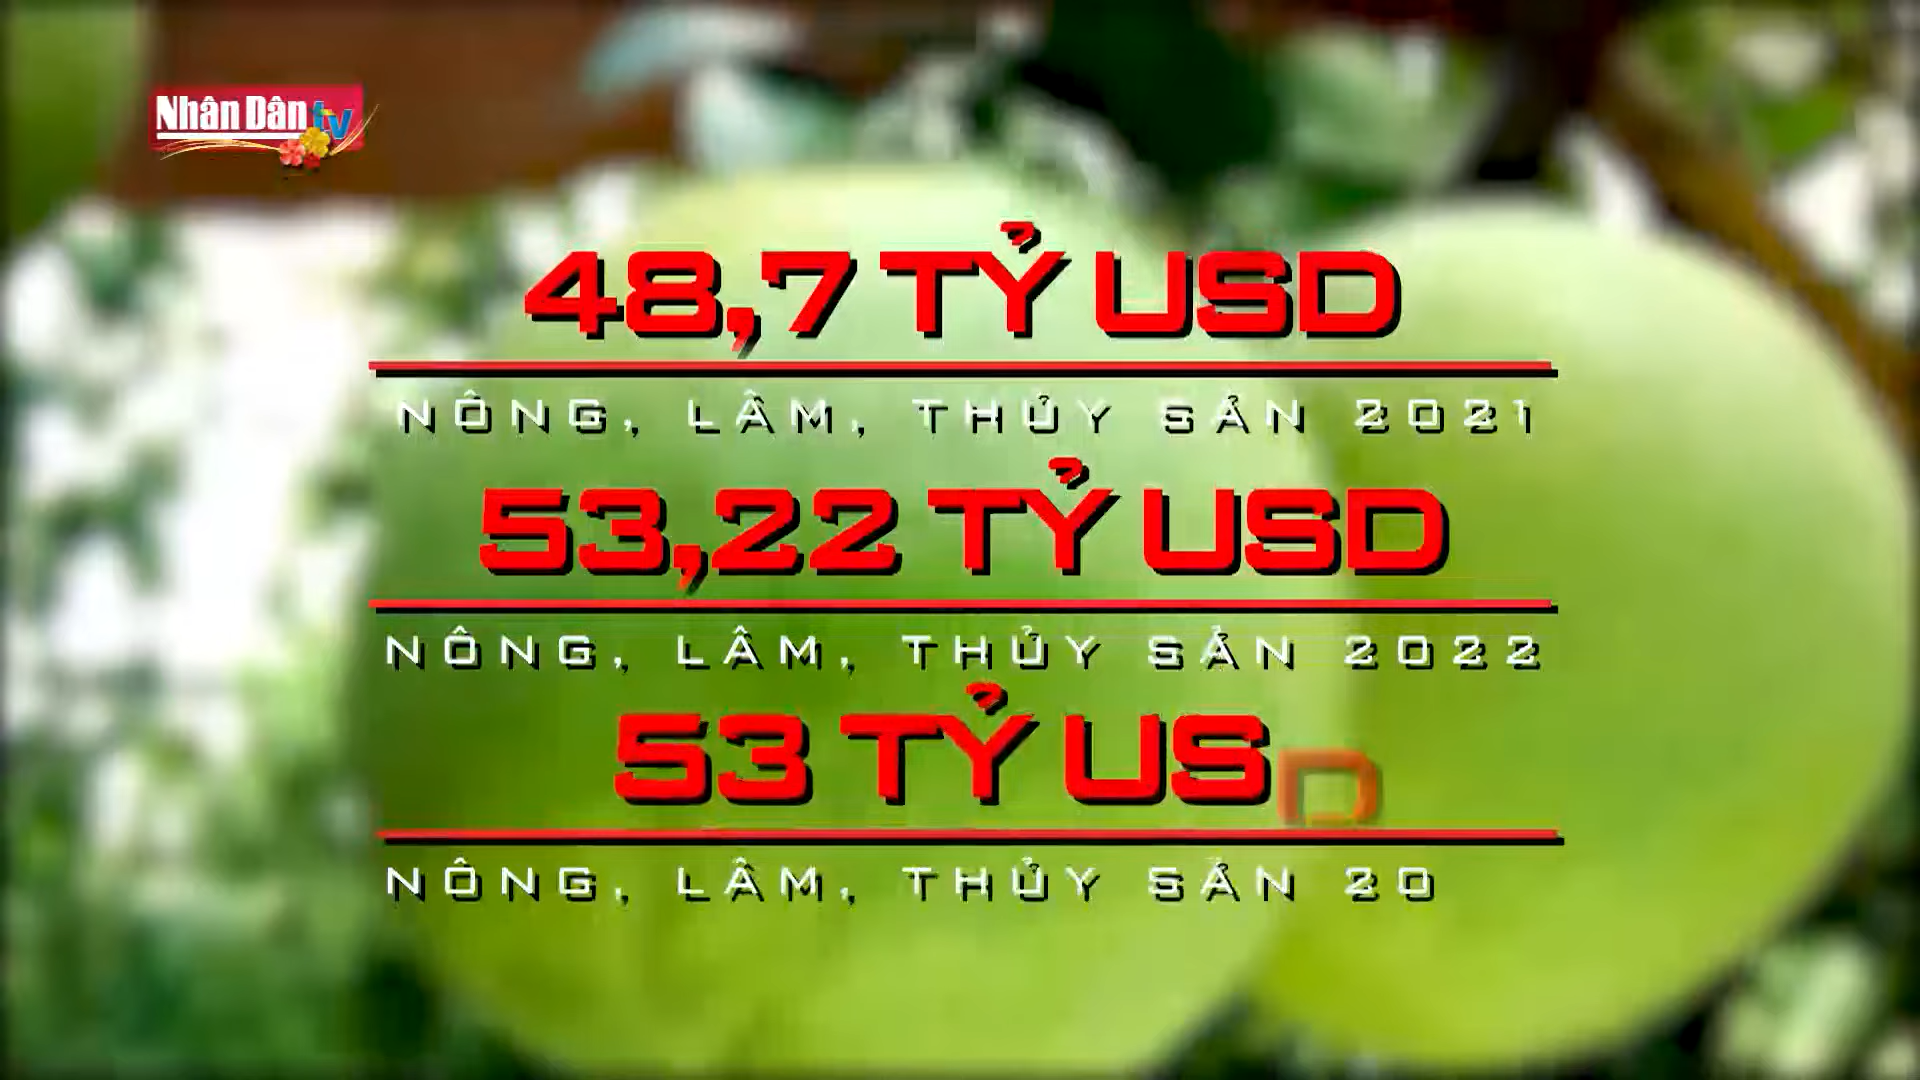 Nhân Dân tv
48,7 TỶ USD
NÔNG, LÂM, THỦY SẢN 2021
53,22 TỶ USD
NÔNG, LÂM, THỦY SẢN 2022
53 TỶ USD
NÔNG, LÂM, THỦY SẢN 20